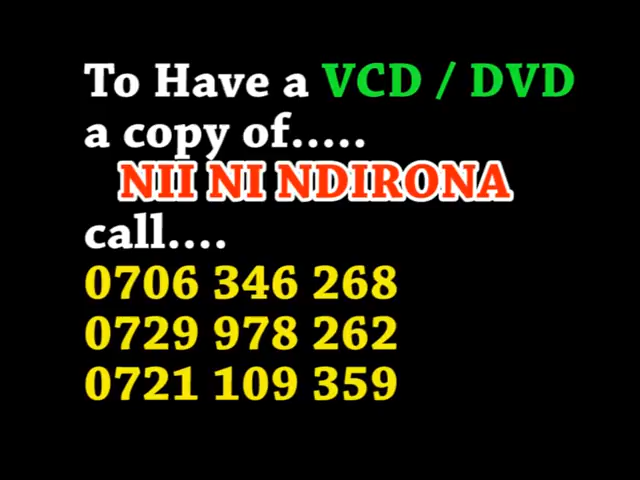 To Have a VCD / DVD
a copy of.....
NII NI NDIRONA
call....
0706 346 268
0729 978 262
0721 109 359